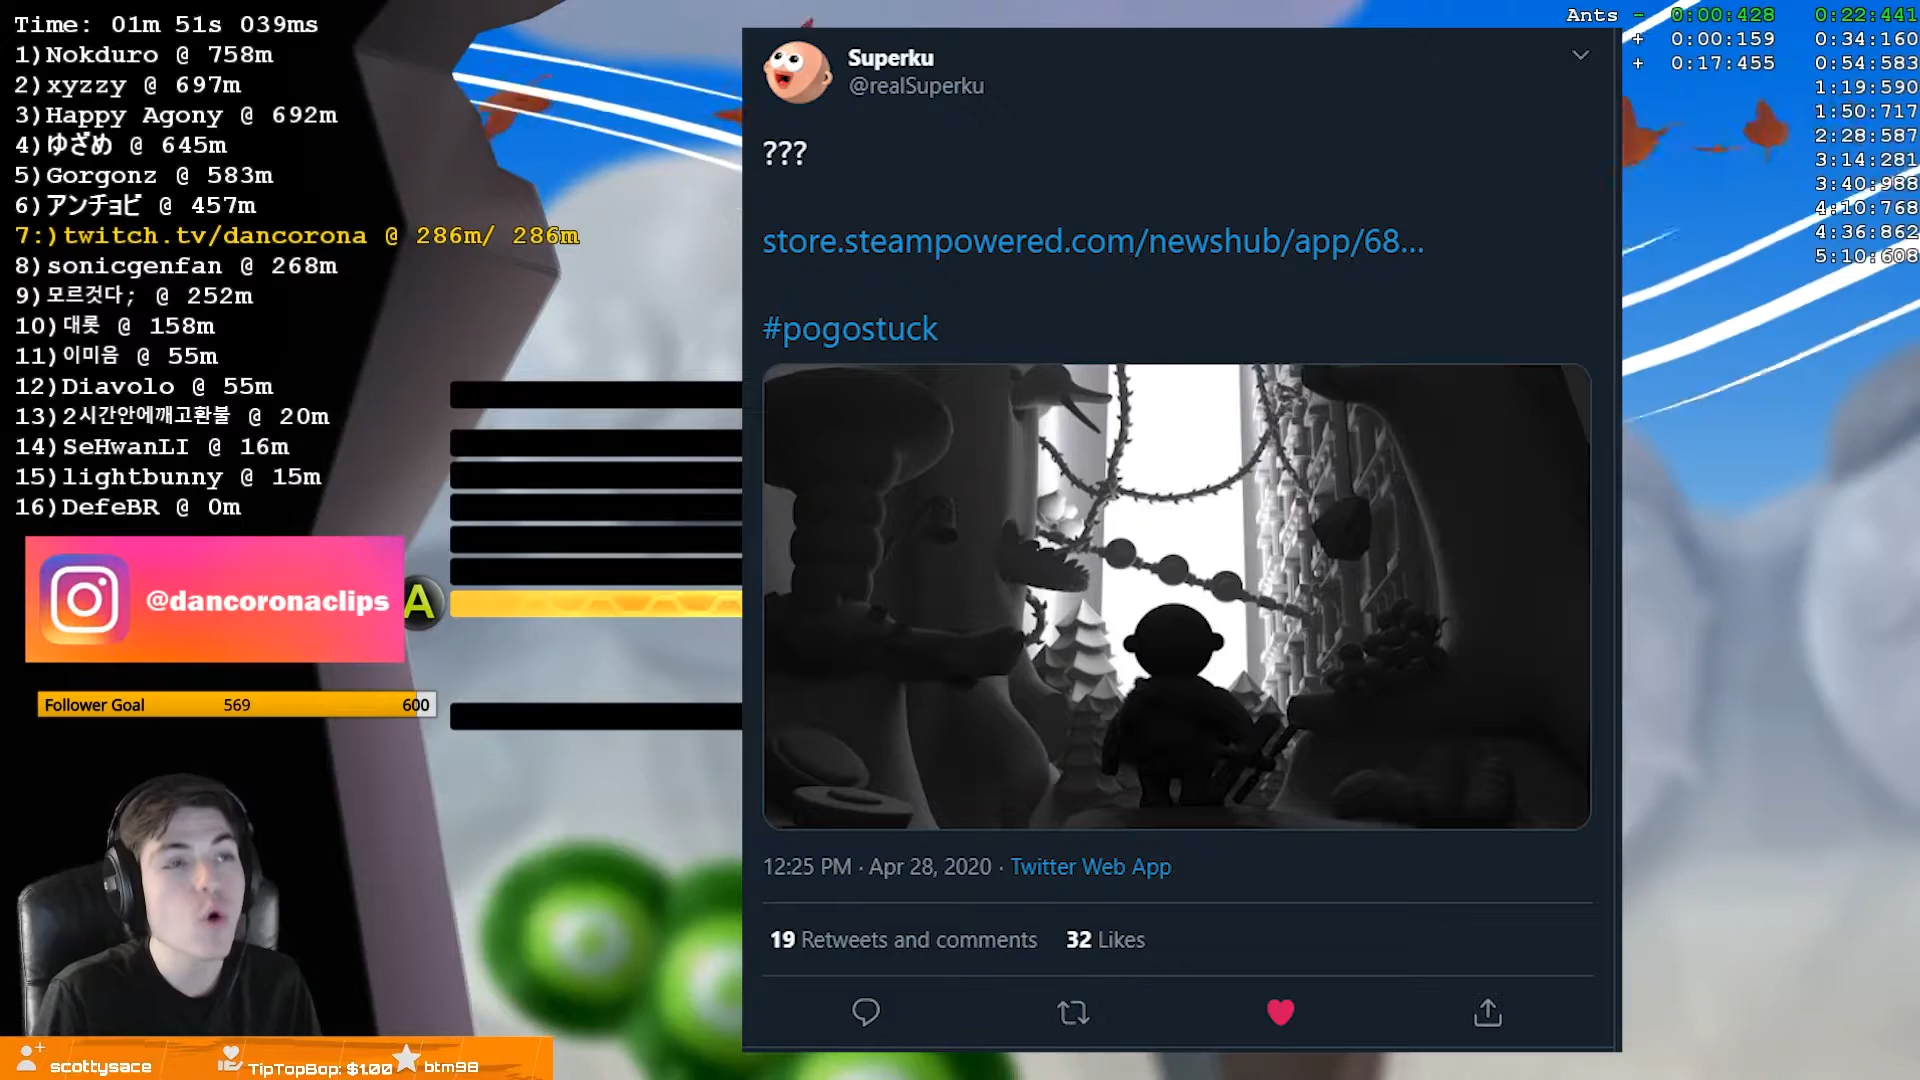 Time: 01m 51s 039ms
1)Nokduro @ 758m
2)xyzzy @ 697m
3)Happy Agony @ 692m
4)ゆざめ @ 645m
5)Gorgonz @ 583m
6)アンチョビ @ 457m
7:)twitch.tv/dancorona @ 286m/ 286m
8)sonicgenfan @ 268m
9)모르것다; @ 252m
10)대롯 @ 158m
11)이미음 @ 55m
12)Diavolo @ 55m
13)2시간안에깨고환불 @ 20m
14)SeHwanLI @ 16m
15)lightbunny @ 15m
16)DefeBR @ 0m
@dancoronaclips
A
Follower Goal 569 600
scottysace TipTopBop: $1.00 btm98
Superku
@realSuperku
???
store.steampowered.com/newshub/app/68...
#pogostuck
12:25 PM · Apr 28, 2020 · Twitter Web App
19 Retweets and comments 32 Likes
Ants - 0:00:428 0:22:441
+ 0:00:159 0:34:160
+ 0:17:455 0:54:583
1:19:590
1:50:717
2:28:587
3:14:281
3:40:988
4:10:768
4:36:862
5:10:608